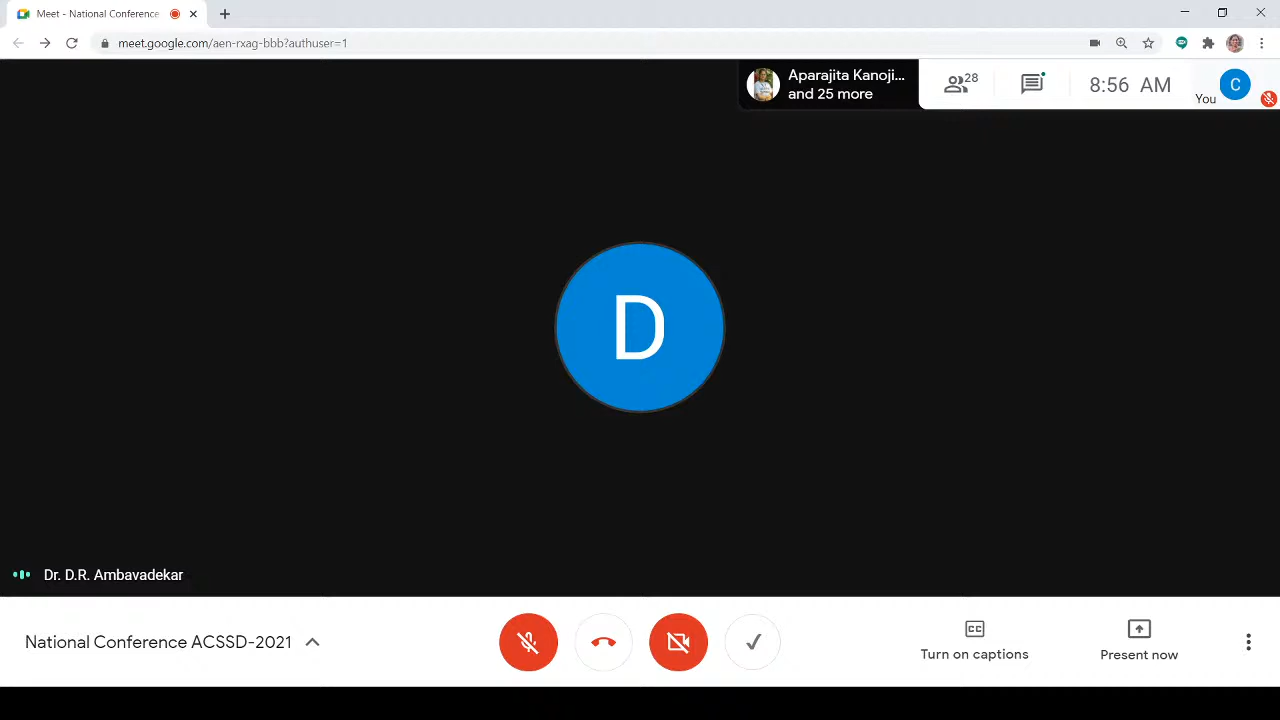 Meet - National Conference
meet.google.com/aen-rxag-bbb?authuser=1
Aparajita Kanoji...
and 25 more
28
8:56 AM
You
C
D
Dr. D.R. Ambavadekar
National Conference ACSSD-2021
CC
Turn on captions
Present now